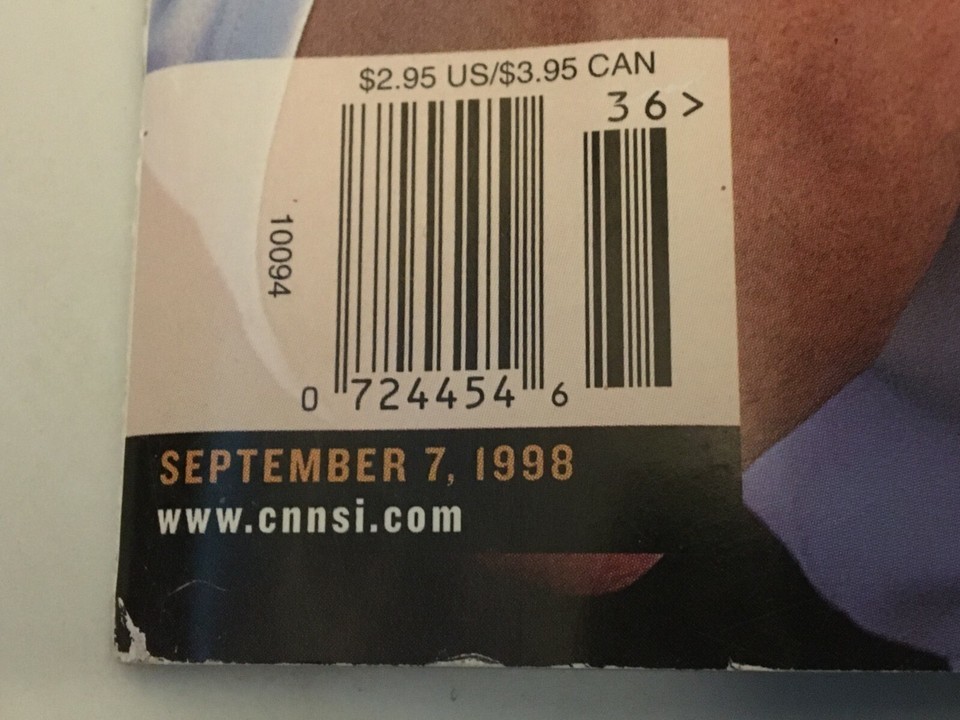 $2.95 US/$3.95 CAN
36>
10094
0 724454 6
SEPTEMBER 7, 1998
www.cnnsi.com